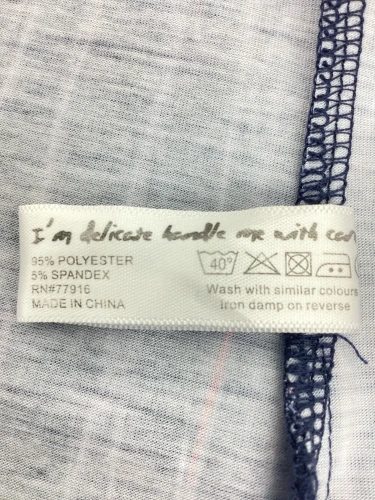 I'm delicate handle me with car
95% POLYESTER
5% SPANDEX
RN#77916
MADE IN CHINA
40°
Wash with similar colours
Iron damp on reverse